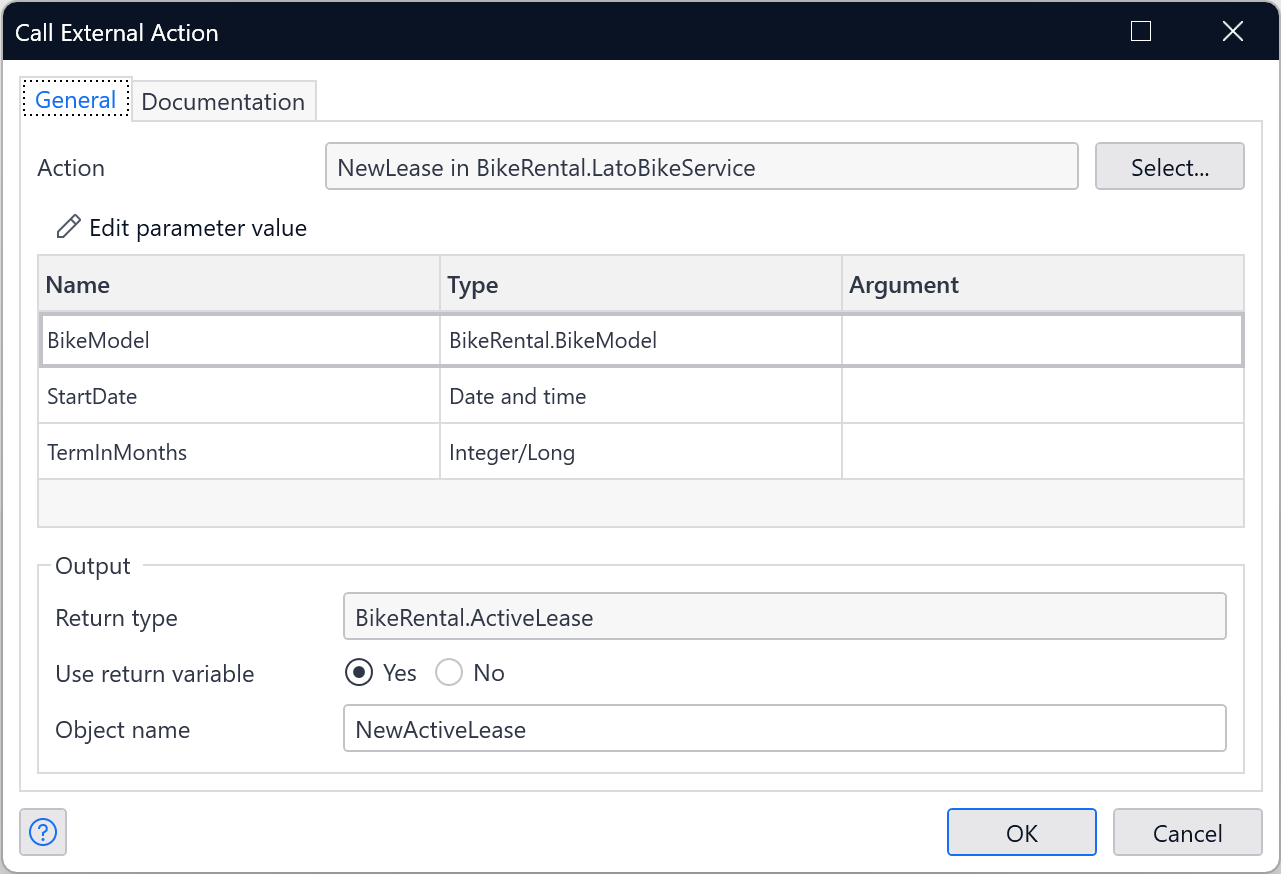 Call External Action
General Documentation
Action NewLease in BikeRental.LatoBikeService Select...
Edit parameter value
Name Type Argument
BikeModel BikeRental.BikeModel
StartDate Date and time
TermInMonths Integer/Long
Output
Return type BikeRental.ActiveLease
Use return variable Yes No
Object name NewActiveLease
? OK Cancel